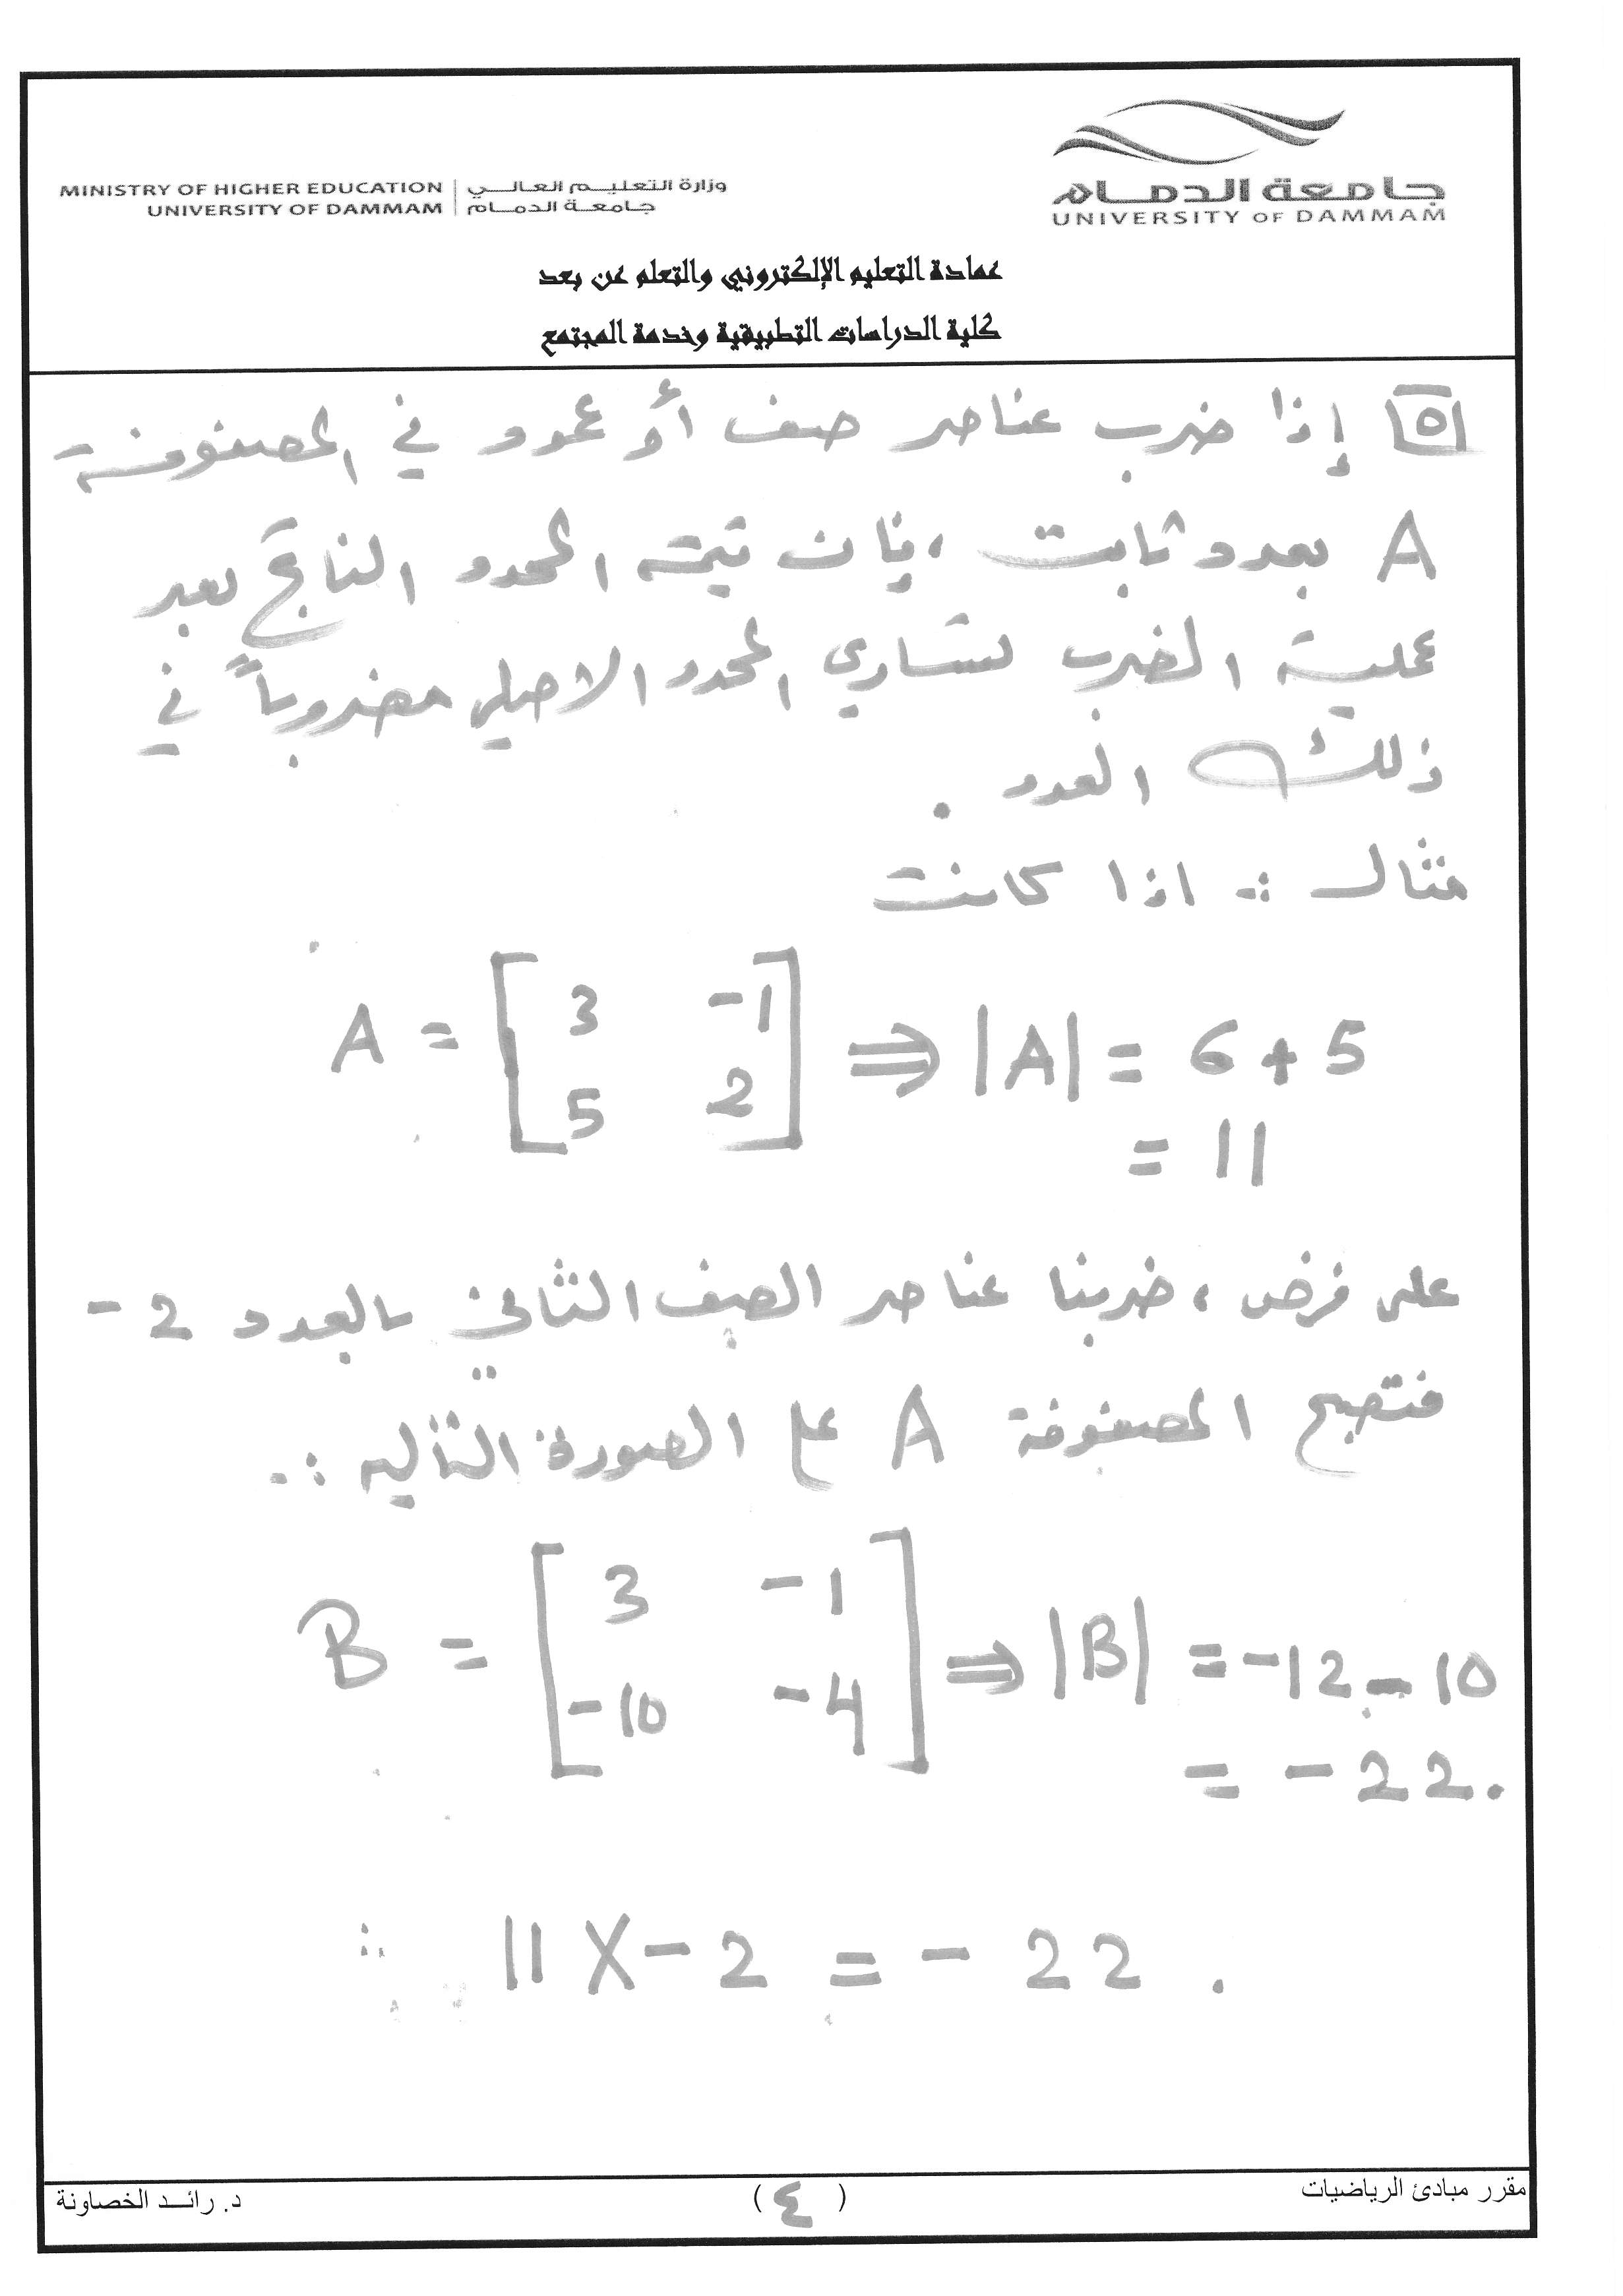 جامعة الدمام
UNIVERSITY OF DAMMAM
MINISTRY OF HIGHER EDUCATION | وزارة التعليم العالي
UNIVERSITY OF DAMMAM | جامعة الدمام
عمادة التعليم الإلكتروني والتعلم عن بعد
كلية الدراسات التطبيقية وخدمة المجتمع
٥ إذا ضرب عناصر صف أو عمود في المصفوفة
A بعدد ثابت ، فإن قيمة المحدد الناتج بعد
عملية الضرب تساوي المحدد الاصلي مضروباً في
ذلك العدد .
مثال :- اذا كانت
A = [ 3 -1 ⇒ |A| = 6 + 5
5 2 ] = 11
على فرض ، ضربنا عناصر الصف الثاني بالعدد 2 -
فتصبح المصفوفة A على الصورة التاليه :-
B = [ 3 -1 ⇒ |B| = -12 - 10
-10 -4 ] = - 22 .
∴ 11 X - 2 = - 22 .
مقرر مبادئ الرياضيات ( ٤ ) د. رائد الخصاونة